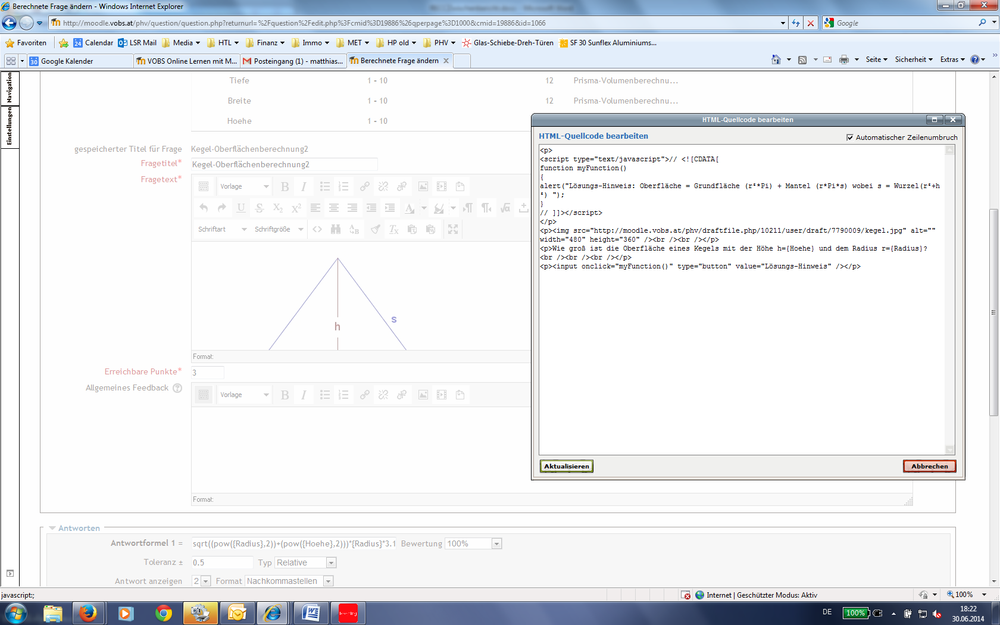 Berechnete Frage ändern - Windows Internet Explorer
http://moodle.vobs.at/phv/question/question.php?returnurl=%2Fquestion%2Fedit.php%3Fcmid%3D19886%26qperpage%3D1000&cmid=19886&id=1066
Google
Favoriten 24 Calendar LSR Mail Media HTL Finanz Immo MET HP old PHV Glas-Schiebe-Dreh-Türen SF 30 Sunflex Aluminiums...
30 Google Kalender VOBS Online Lernen mit M... Posteingang (1) - matthias... Berechnete Frage ändern Seite Sicherheit Extras
Navigation
Einstellungen
Tiefe 1 - 10 12 Prisma-Volumenberechnu...
Breite 1 - 10 12 Prisma-Volumenberechnu...
Hoehe 1 - 10
gespeicherter Titel für Frage Kegel-Oberflächenberechnung2
Fragetitel* Kegel-Oberflächenberechnung2
Fragetext*
Vorlage B I
U S X₂ X² A
Schriftart Schriftgröße
h
s
Format:
Erreichbare Punkte* 3
Allgemeines Feedback ?
Vorlage B I
Format:
HTML-Quellcode bearbeiten
HTML-Quellcode bearbeiten
Automatischer Zeilenumbruch
<p>
<script type="text/javascript">// <![CDATA[
function myFunction()
{
alert("Lösungs-Hinweis: Oberfläche = Grundfläche (r²*Pi) + Mantel (r*Pi*s) wobei s = Wurzel(r²+h
²) ");
}
// ]]></script>
</p>
<p><img src="http://moodle.vobs.at/phv/draftfile.php/10211/user/draft/7790009/kegel.jpg" alt=""
width="480" height="360" /><br /><br /></p>
<p>Wie groß ist die Oberfläche eines Kegels mit der Höhe h={Hoehe} und dem Radius r={Radius}?
<br /><br /><br /></p>
<p><input onclick="myFunction()" type="button" value="Lösungs-Hinweis" /></p>
Aktualisieren
Abbrechen
Antworten
Antwortformel 1 = sqrt((pow({Radius},2))+(pow({Hoehe},2)))*{Radius}*3.1 Bewertung 100%
Toleranz ± 0.5 Typ Relative
Antwort anzeigen 2 Format Nachkommastellen
javascript:;
Internet | Geschützter Modus: Aktiv
100%
DE
100%
18:22
30.06.2014